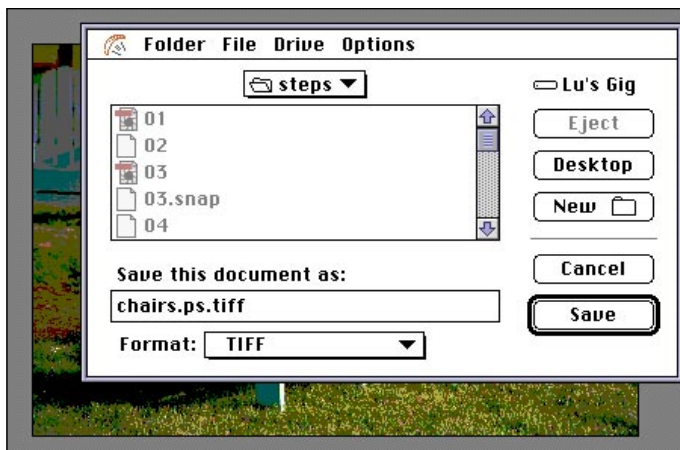 Folder File Drive Options
steps
Lu's Gig
01
02
03
03.snap
04
Eject
Desktop
New
Save this document as:
chairs.ps.tiff
Format: TIFF
Cancel
Save